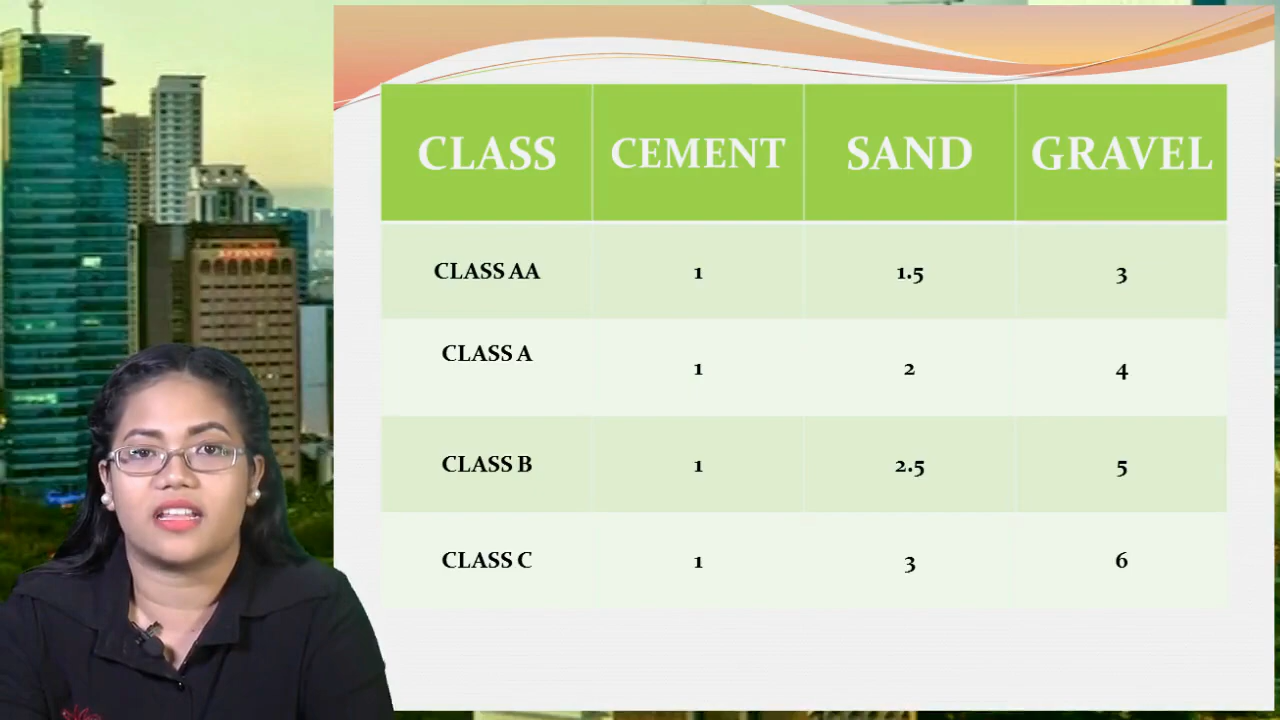 CLASS CEMENT SAND GRAVEL
CLASS AA 1 1.5 3
CLASS A 1 2 4
CLASS B 1 2.5 5
CLASS C 1 3 6